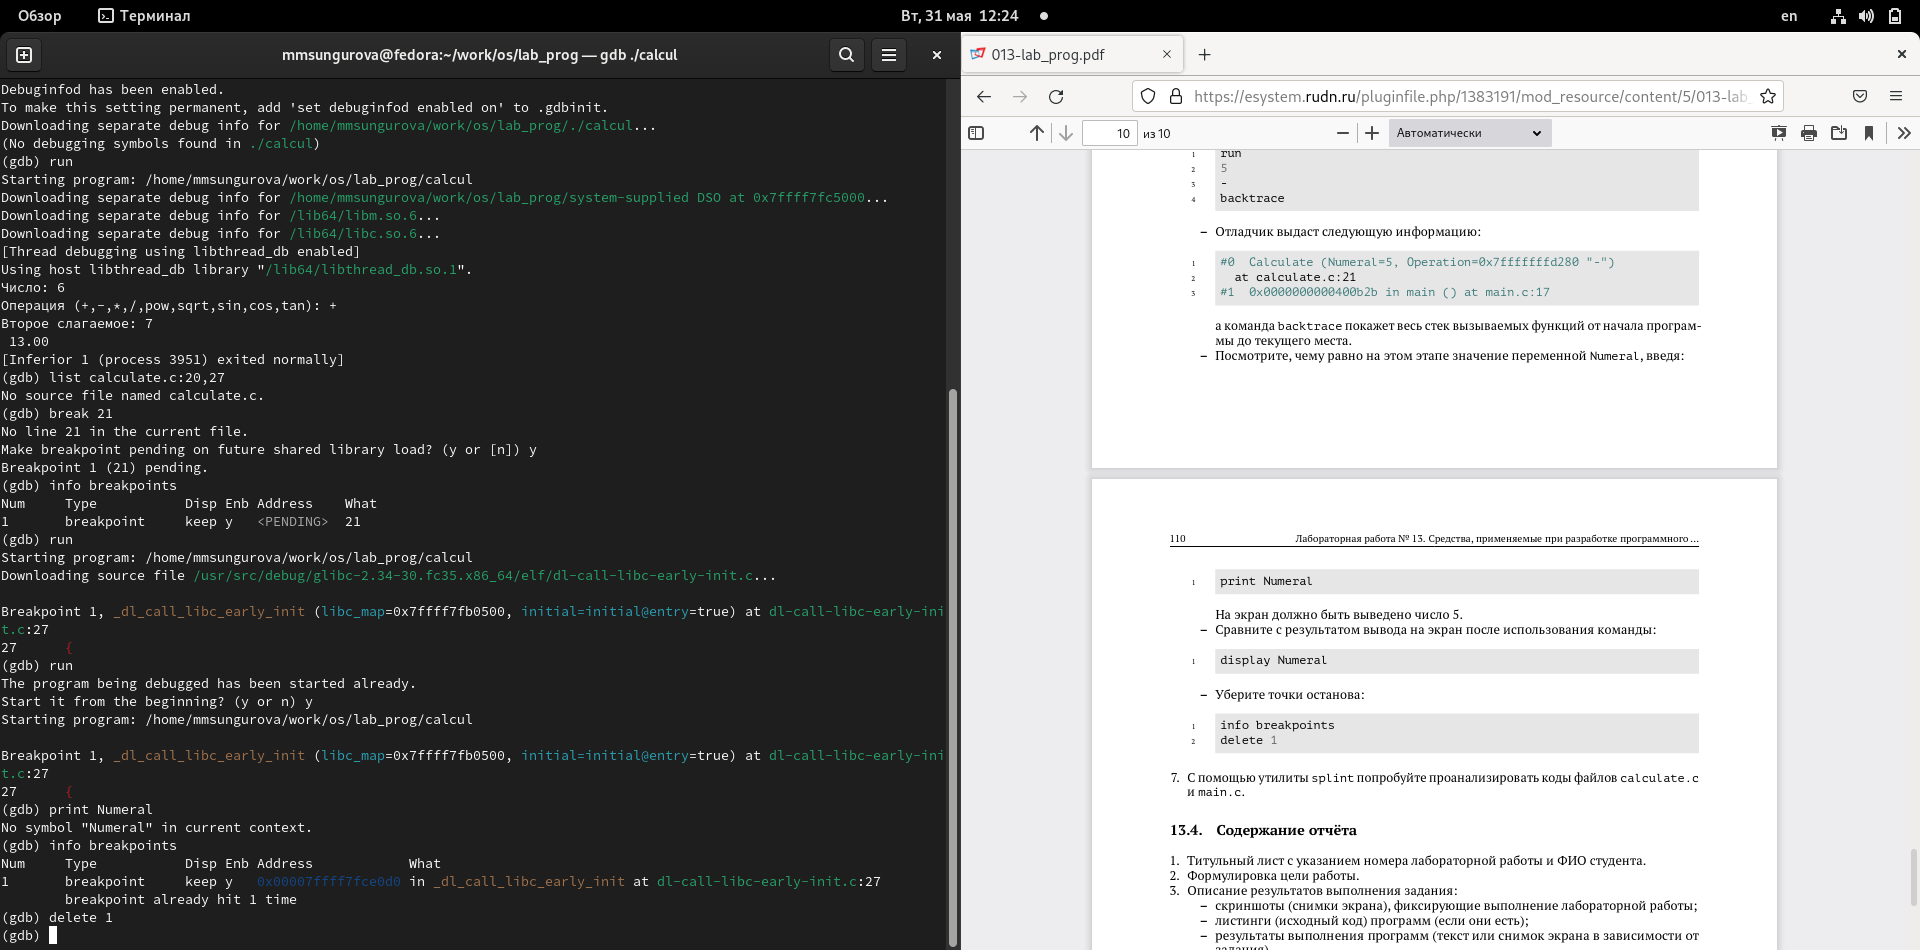 Обзор
Терминал
Вт, 31 мая 12:24
en
mmsungurova@fedora:~/work/os/lab_prog — gdb ./calcul
Debuginfod has been enabled.
To make this setting permanent, add 'set debuginfod enabled on' to .gdbinit.
Downloading separate debug info for /home/mmsungurova/work/os/lab_prog/./calcul...
(No debugging symbols found in ./calcul)
(gdb) run
Starting program: /home/mmsungurova/work/os/lab_prog/calcul
Downloading separate debug info for /home/mmsungurova/work/os/lab_prog/system-supplied DSO at 0x7ffff7fc5000...
Downloading separate debug info for /lib64/libm.so.6...
Downloading separate debug info for /lib64/libc.so.6...
[Thread debugging using libthread_db enabled]
Using host libthread_db library "/lib64/libthread_db.so.1".
Число: 6
Операция (+,-,*,/,pow,sqrt,sin,cos,tan): +
Второе слагаемое: 7
13.00
[Inferior 1 (process 3951) exited normally]
(gdb) list calculate.c:20,27
No source file named calculate.c.
(gdb) break 21
No line 21 in the current file.
Make breakpoint pending on future shared library load? (y or [n]) y
Breakpoint 1 (21) pending.
(gdb) info breakpoints
Num     Type           Disp Enb Address    What
1       breakpoint     keep y   <PENDING>  21
(gdb) run
Starting program: /home/mmsungurova/work/os/lab_prog/calcul
Downloading source file /usr/src/debug/glibc-2.34-30.fc35.x86_64/elf/dl-call-libc-early-init.c...
Breakpoint 1, _dl_call_libc_early_init (libc_map=0x7ffff7fb0500, initial=initial@entry=true) at dl-call-libc-early-ini
t.c:27
27      {
(gdb) run
The program being debugged has been started already.
Start it from the beginning? (y or n) y
Starting program: /home/mmsungurova/work/os/lab_prog/calcul
Breakpoint 1, _dl_call_libc_early_init (libc_map=0x7ffff7fb0500, initial=initial@entry=true) at dl-call-libc-early-ini
t.c:27
27      {
(gdb) print Numeral
No symbol "Numeral" in current context.
(gdb) info breakpoints
Num     Type           Disp Enb Address            What
1       breakpoint     keep y   0x00007ffff7fce0d0 in _dl_call_libc_early_init at dl-call-libc-early-init.c:27
        breakpoint already hit 1 time
(gdb) delete 1
(gdb)
013-lab_prog.pdf
https://esystem.rudn.ru/pluginfile.php/1383191/mod_resource/content/5/013-lab_
10 из 10
Автоматически
1 run
2 5
3 -
4 backtrace
– Отладчик выдаст следующую информацию:
1 #0  Calculate (Numeral=5, Operation=0x7fffffffd280 "-")
2   at calculate.c:21
3 #1  0x0000000000400b2b in main () at main.c:17
а команда backtrace покажет весь стек вызываемых функций от начала програм-
мы до текущего места.
– Посмотрите, чему равно на этом этапе значение переменной Numeral, введя:
110 Лабораторная работа № 13. Средства, применяемые при разработке программного ...
1 print Numeral
На экран должно быть выведено число 5.
– Сравните с результатом вывода на экран после использования команды:
1 display Numeral
– Уберите точки останова:
1 info breakpoints
2 delete 1
7. С помощью утилиты splint попробуйте проанализировать коды файлов calculate.c
и main.c.
13.4. Содержание отчёта
1. Титульный лист с указанием номера лабораторной работы и ФИО студента.
2. Формулировка цели работы.
3. Описание результатов выполнения задания:
– скриншоты (снимки экрана), фиксирующие выполнение лабораторной работы;
– листинги (исходный код) программ (если они есть);
– результаты выполнения программ (текст или снимок экрана в зависимости от
задания)